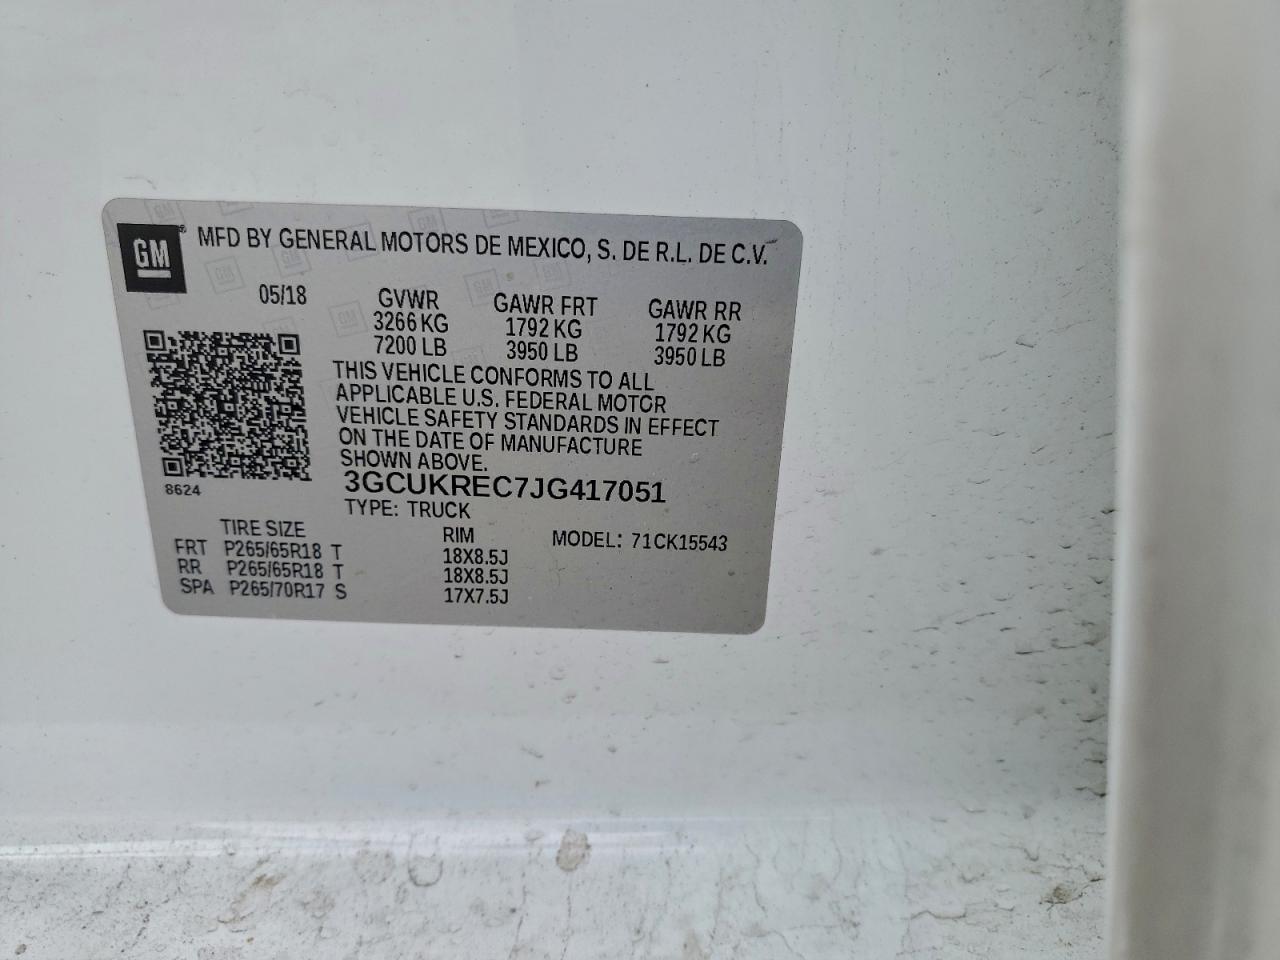 GM ® MFD BY GENERAL MOTORS DE MEXICO, S. DE R.L. DE C.V.
05/18 GVWR GAWR FRT GAWR RR
3266 KG 1792 KG 1792 KG
7200 LB 3950 LB 3950 LB
THIS VEHICLE CONFORMS TO ALL
APPLICABLE U.S. FEDERAL MOTOR
VEHICLE SAFETY STANDARDS IN EFFECT
ON THE DATE OF MANUFACTURE
SHOWN ABOVE.
8624 3GCUKREC7JG417051
TYPE: TRUCK
TIRE SIZE RIM MODEL: 71CK15543
FRT P265/65R18 T 18X8.5J
RR P265/65R18 T 18X8.5J
SPA P265/70R17 S 17X7.5J